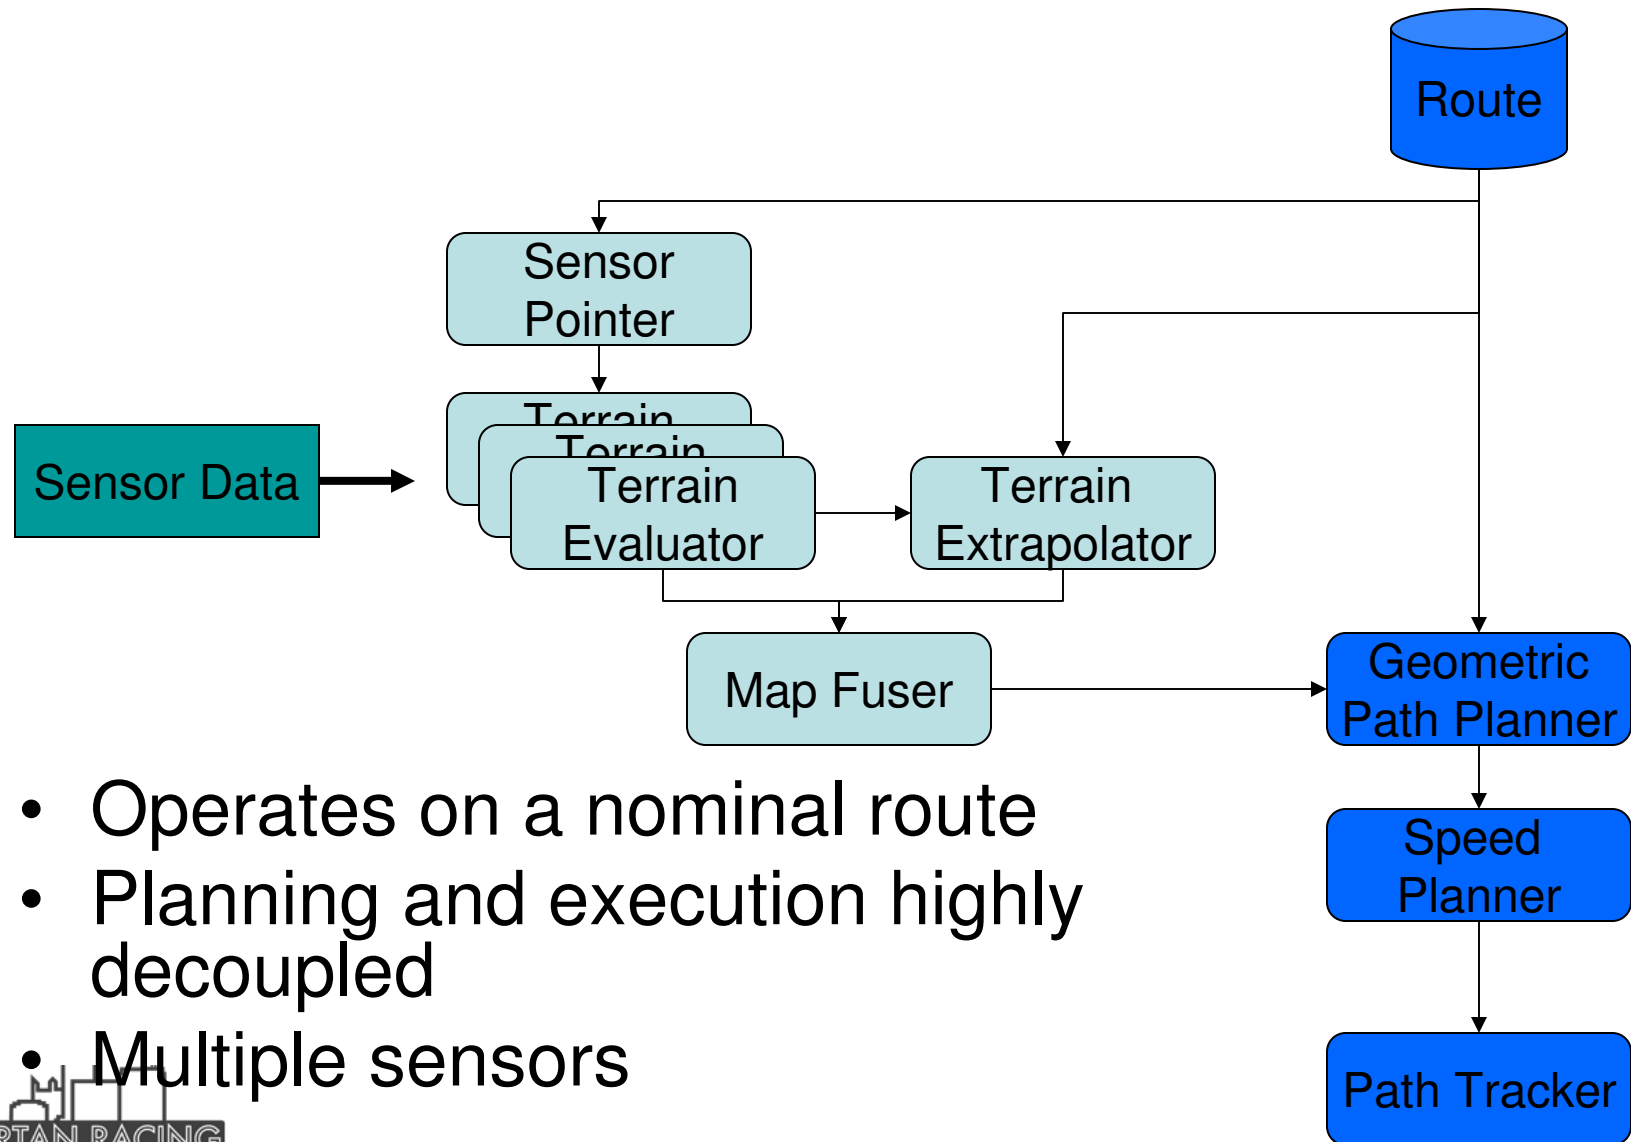 Route
Sensor
Pointer
Terrain
Terrain
Sensor Data
Terrain
Evaluator
Terrain
Extrapolator
Map Fuser
Geometric
Path Planner
Speed
Planner
Path Tracker
• Operates on a nominal route
• Planning and execution highly
decoupled
• Multiple sensors
RACING